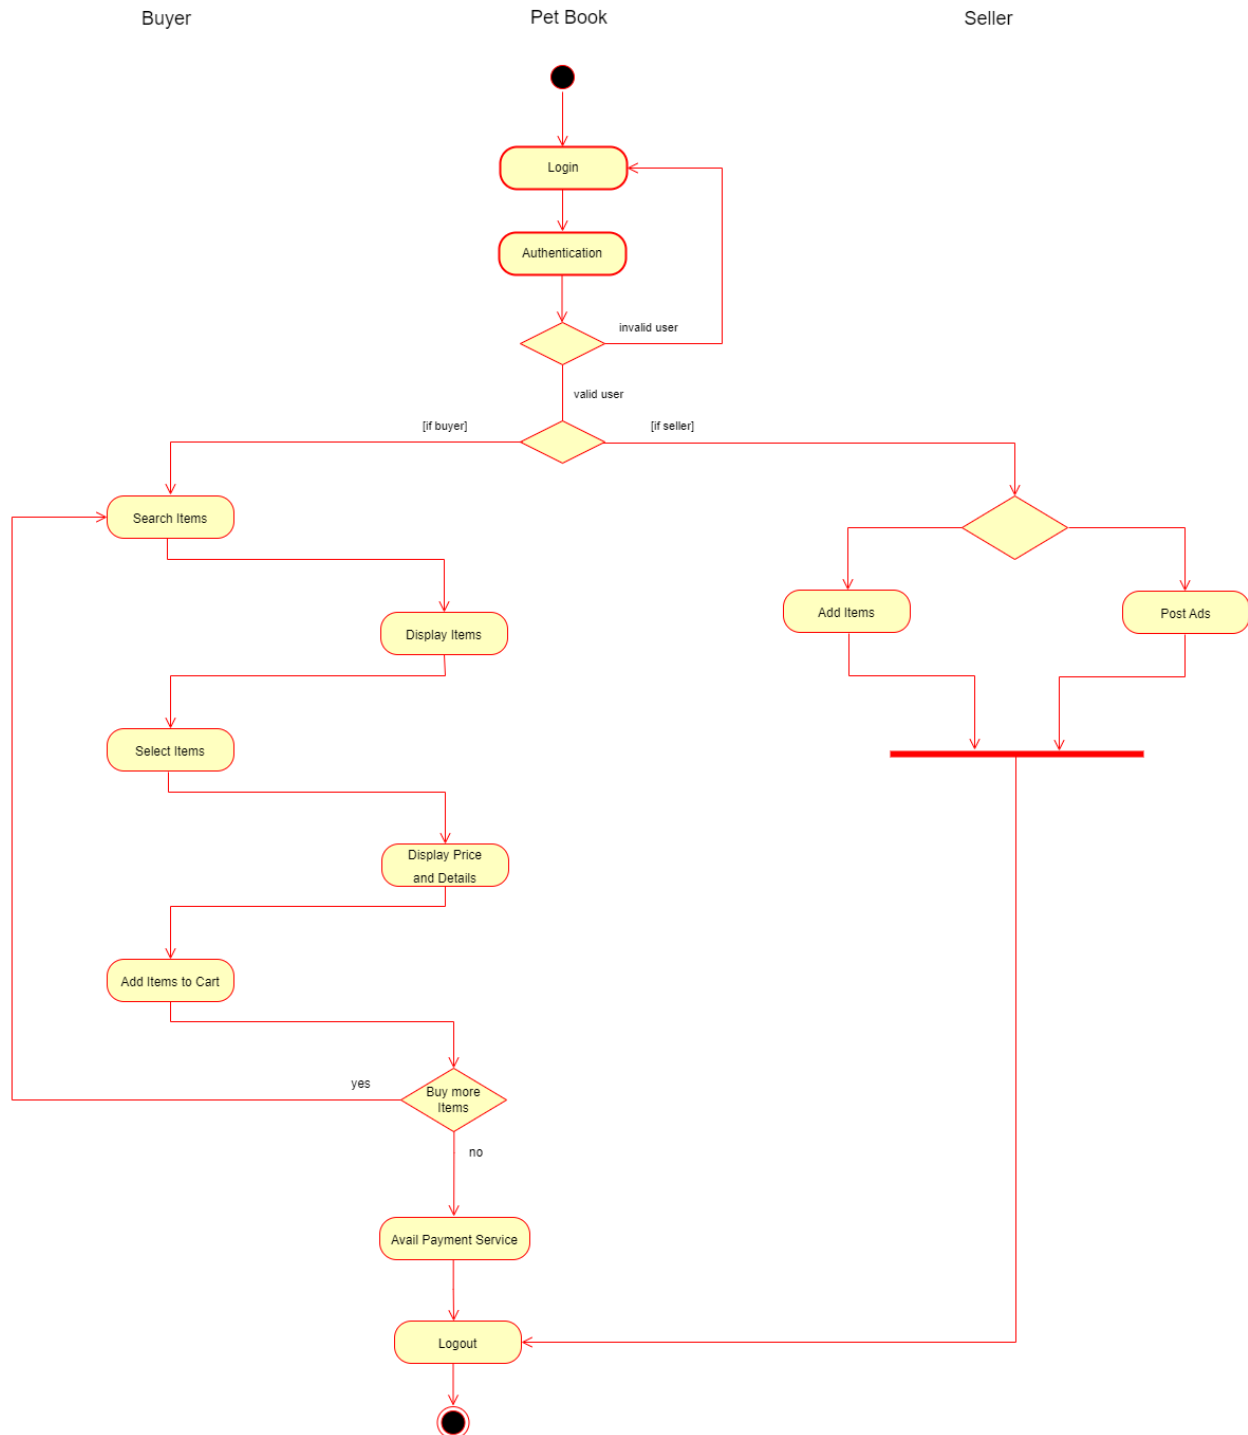 Buyer
Pet Book
Seller
Login
Authentication
invalid user
valid user
[if buyer]
[if seller]
Search Items
Add Items
Post Ads
Display Items
Select Items
Display Price
and Details
Add Items to Cart
yes
Buy more
Items
no
Avail Payment Service
Logout